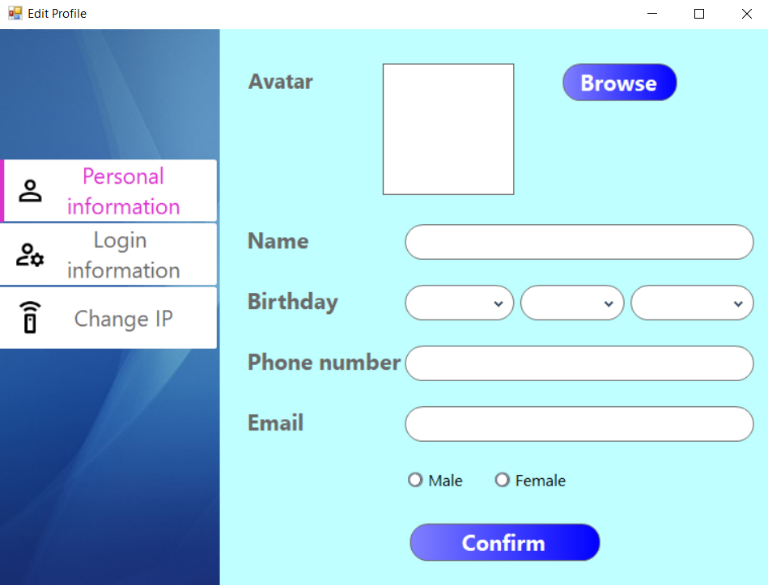 Edit Profile
Personal
information
Login
information
Change IP
Avatar
Browse
Name
Birthday
Phone number
Email
Male Female
Confirm